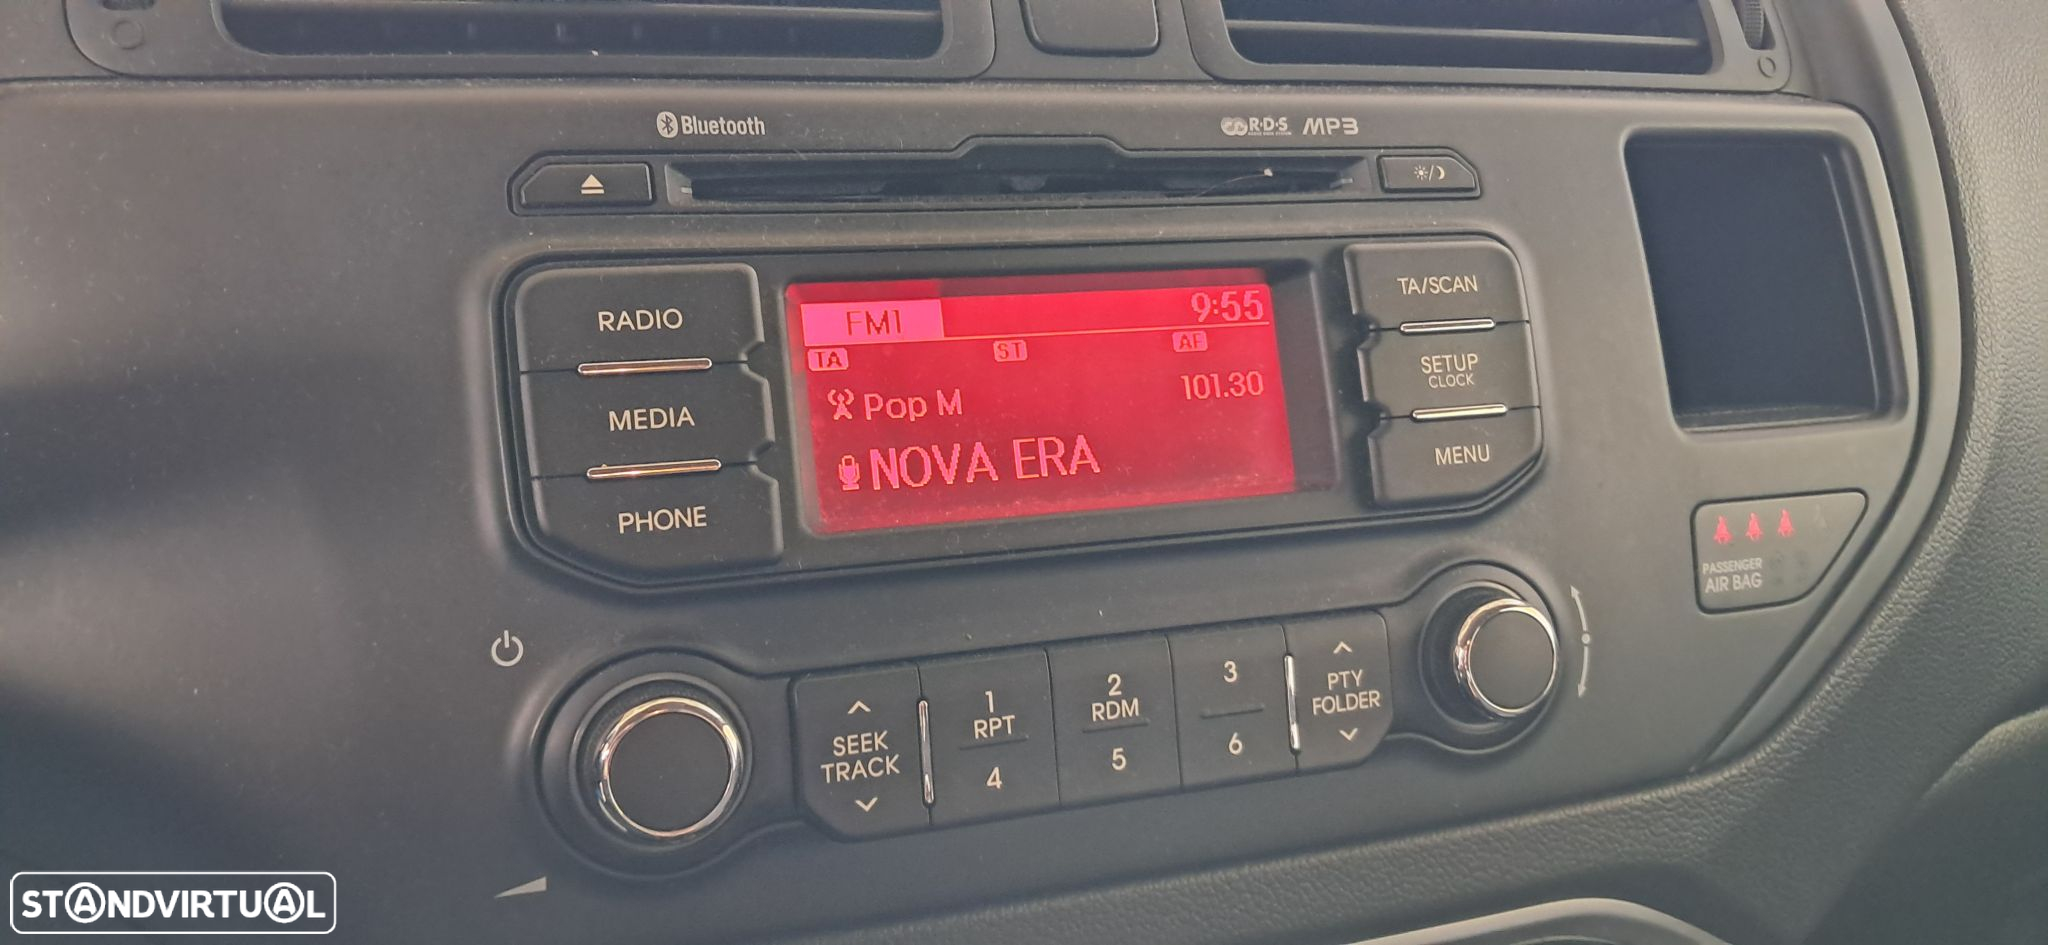 Bluetooth
R·D·S MP3
RADIO
MEDIA
PHONE
FM1
9:55
TA
ST
AF
Pop M
101.30
NOVA ERA
TA/SCAN
SETUP
CLOCK
MENU
PASSENGER
AIR BAG
SEEK
TRACK
1
RPT
4
2
RDM
5
3
6
PTY
FOLDER
STANDVIRTUAL